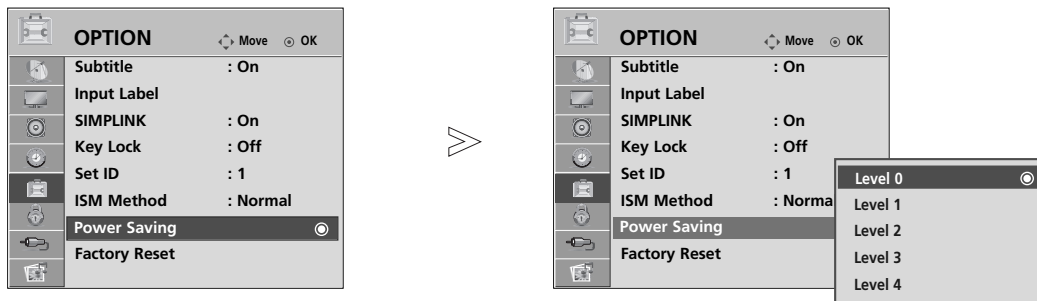 OPTION Move OK
Subtitle : On
Input Label
SIMPLINK : On
Key Lock : Off
Set ID : 1
ISM Method : Normal
Power Saving
Factory Reset
OPTION Move OK
Subtitle : On
Input Label
SIMPLINK : On
Key Lock : Off
Set ID : 1
ISM Method : Norma
Power Saving
Factory Reset
Level 0
Level 1
Level 2
Level 3
Level 4